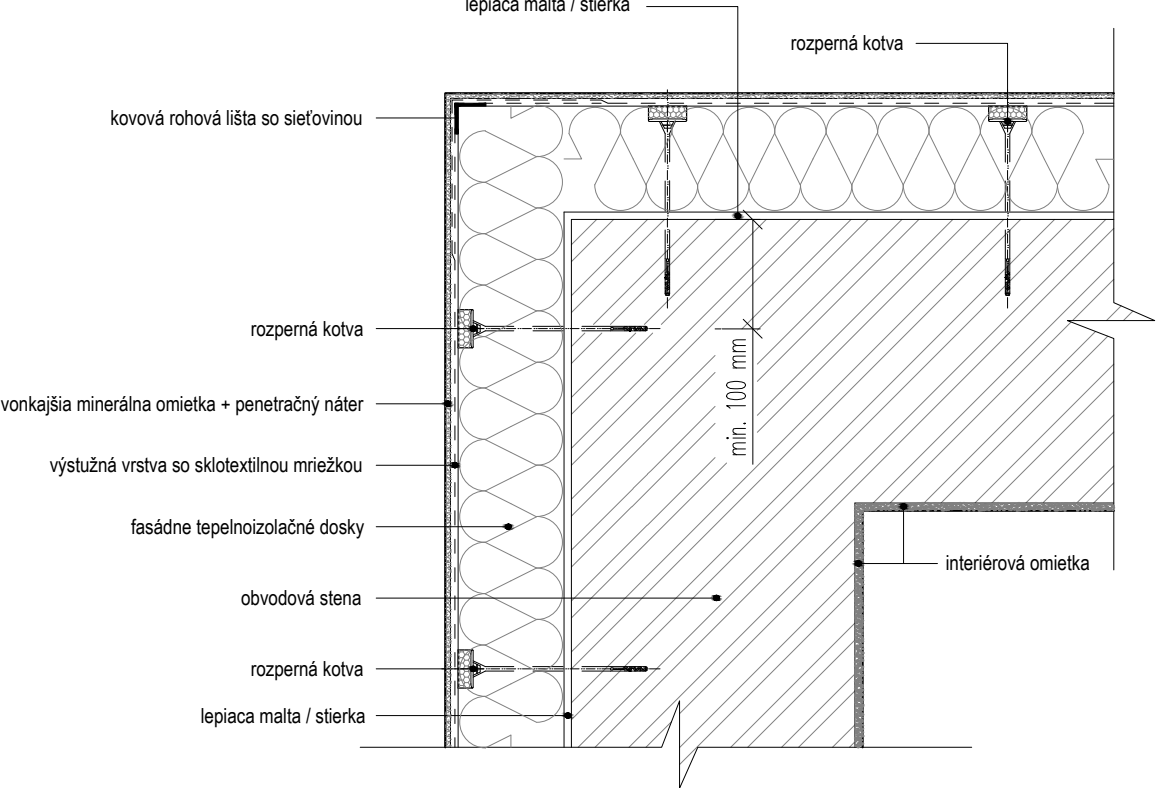 lepiaca malta / stierka
rozperná kotva
kovová rohová lišta so sieťovinou
rozperná kotva
min. 100 mm
vonkajšia minerálna omietka + penetračný náter
výstužná vrstva so sklotextilnou mriežkou
fasádne tepelnoizolačné dosky
interiérová omietka
obvodová stena
rozperná kotva
lepiaca malta / stierka